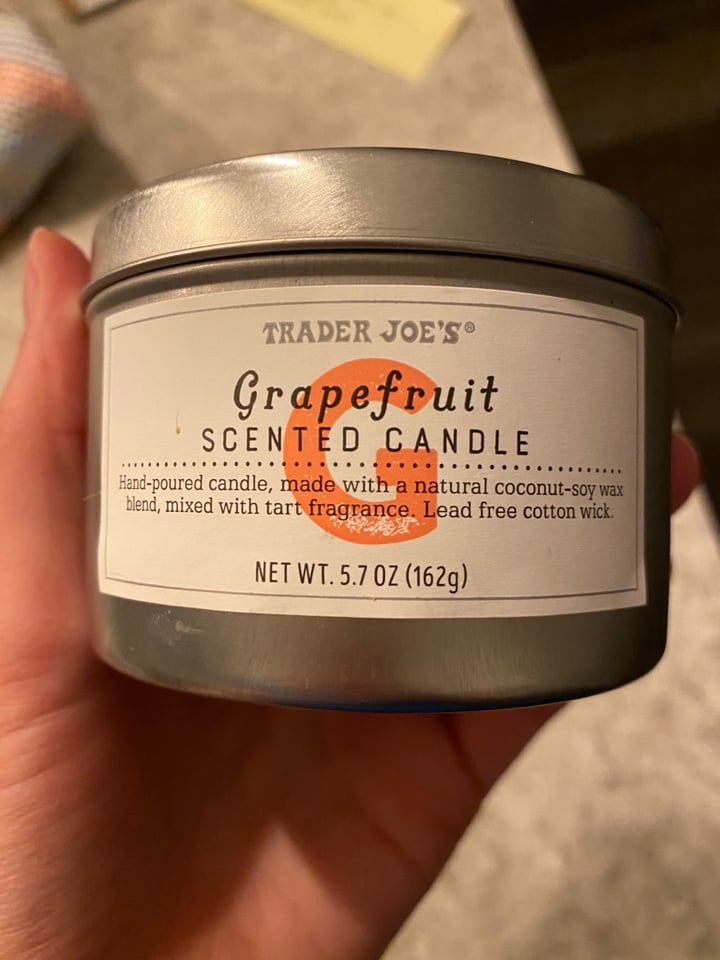 TRADER JOE'S®
Grapefruit
SCENTED CANDLE
G
Hand-poured candle, made with a natural coconut-soy wax
blend, mixed with tart fragrance. Lead free cotton wick.
NET WT. 5.7 OZ (162g)